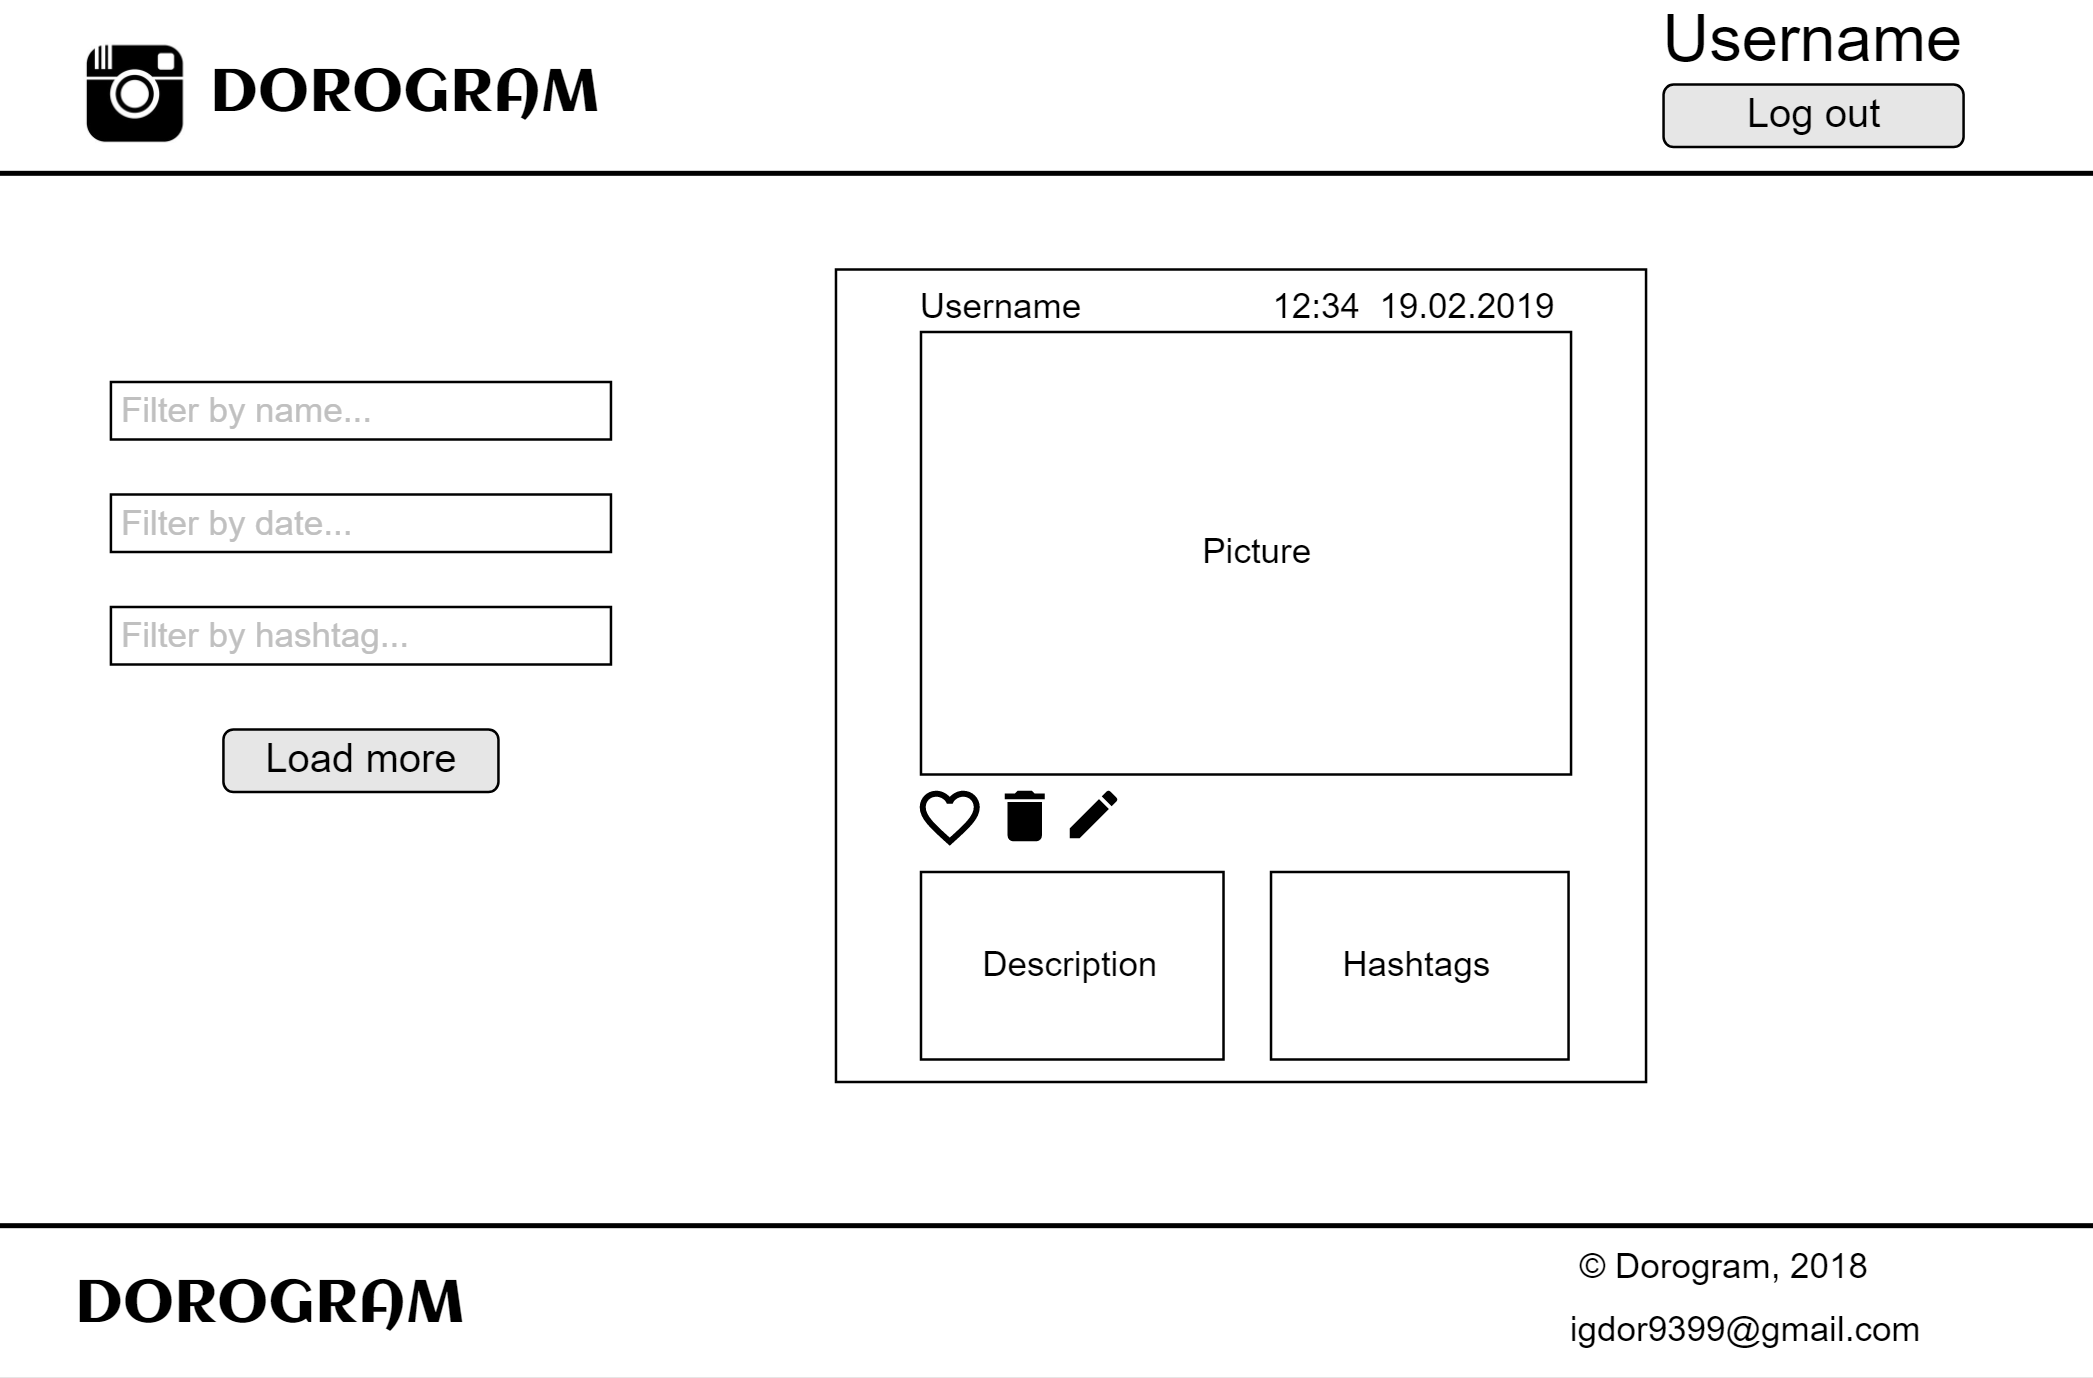 DOROGRAM
Username
Log out
Filter by name...
Filter by date...
Filter by hashtag...
Load more
Username 12:34 19.02.2019
Picture
Description Hashtags
DOROGRAM
© Dorogram, 2018
igdor9399@gmail.com